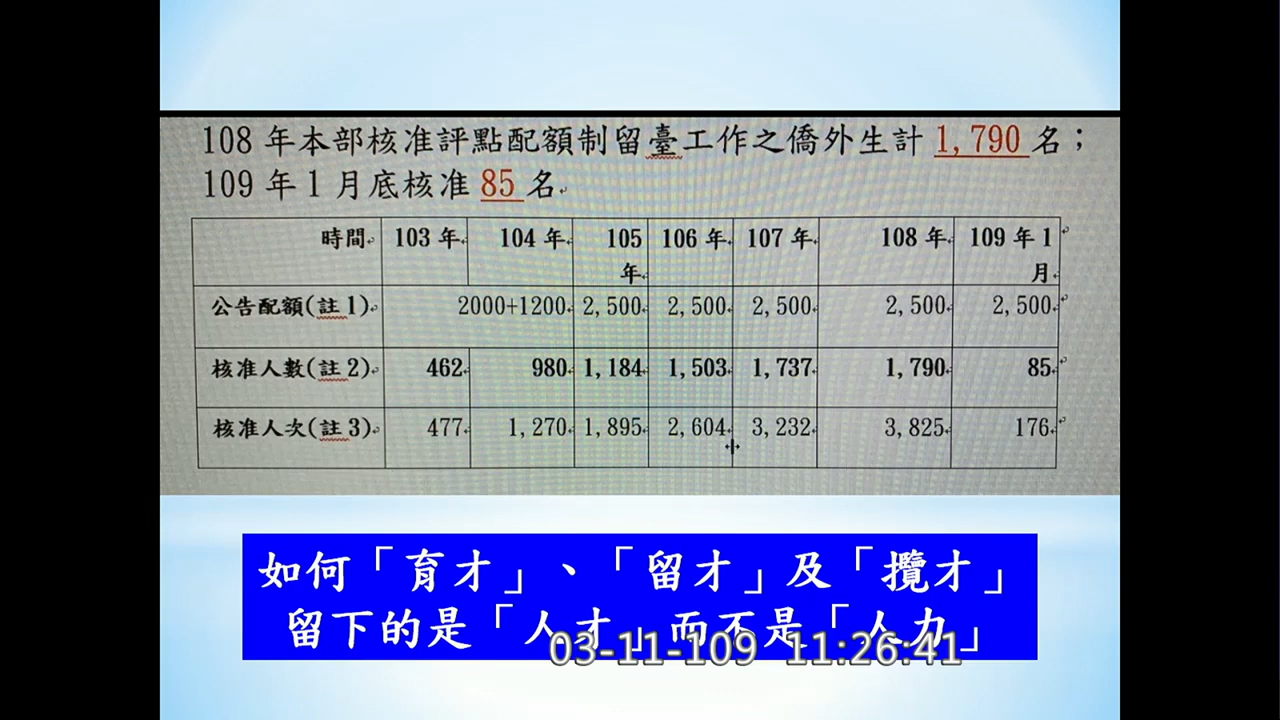 108 年本部核准評點配額制留臺工作之僑外生計 1,790 名；
109 年 1 月底核准 85 名
時間 103 年 104 年 105 年 106 年 107 年 108 年 109 年 1 月
公告配額(註 1) 2000+1200 2,500 2,500 2,500 2,500 2,500
核准人數(註 2) 462 980 1,184 1,503 1,737 1,790 85
核准人次(註 3) 477 1,270 1,895 2,604 3,232 3,825 176
如何「育才」、「留才」及「攬才」
留下的是「人才」而不是「人力」
03-11-109 11:26:41